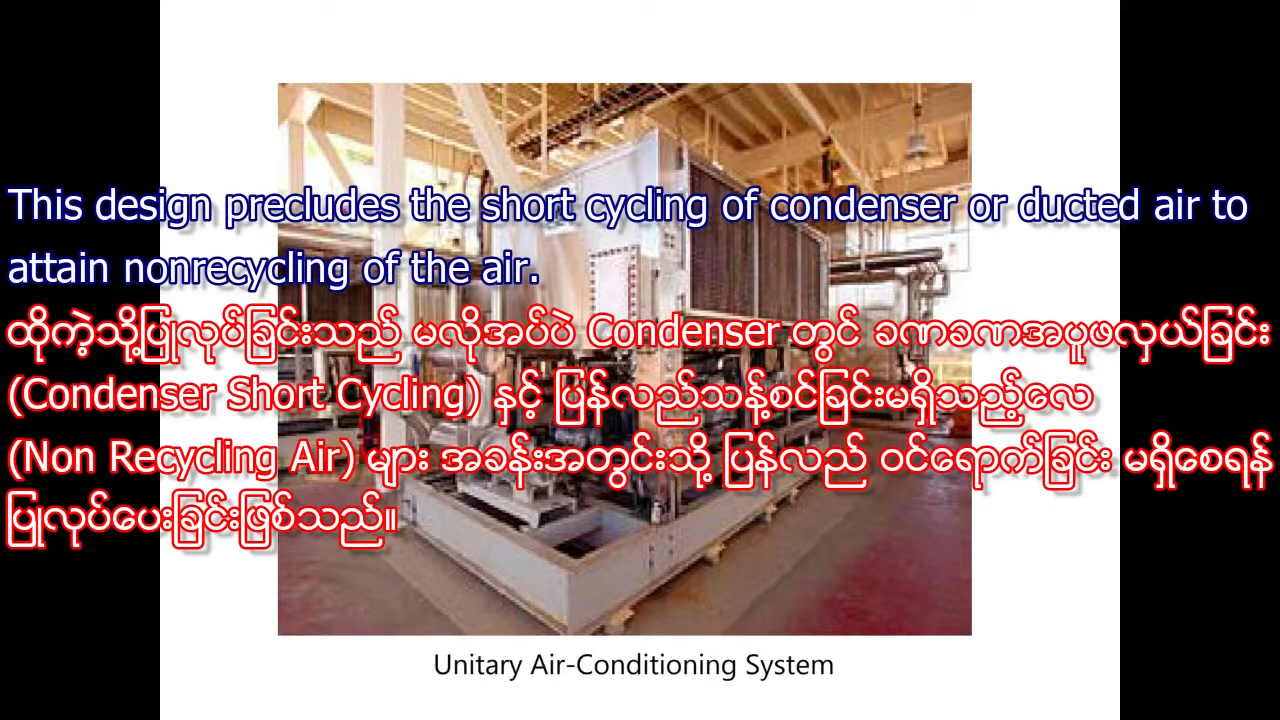 This design precludes the short cycling of condenser or ducted air to
attain nonrecycling of the air.
ထိုကဲ့သို့ပြုလုပ်ခြင်းသည် မလိုအပ်ပဲ Condenser တွင် ခဏခဏအပူဖလှယ်ခြင်း
(Condenser Short Cycling) နှင့် ပြန်လည်သန့်စင်ခြင်းမရှိသည့်လေ
(Non Recycling Air) များ အခန်းအတွင်းသို့ ပြန်လည် ဝင်ရောက်ခြင်း မရှိစေရန်
ပြုလုပ်ပေးခြင်းဖြစ်သည်။
Unitary Air-Conditioning System